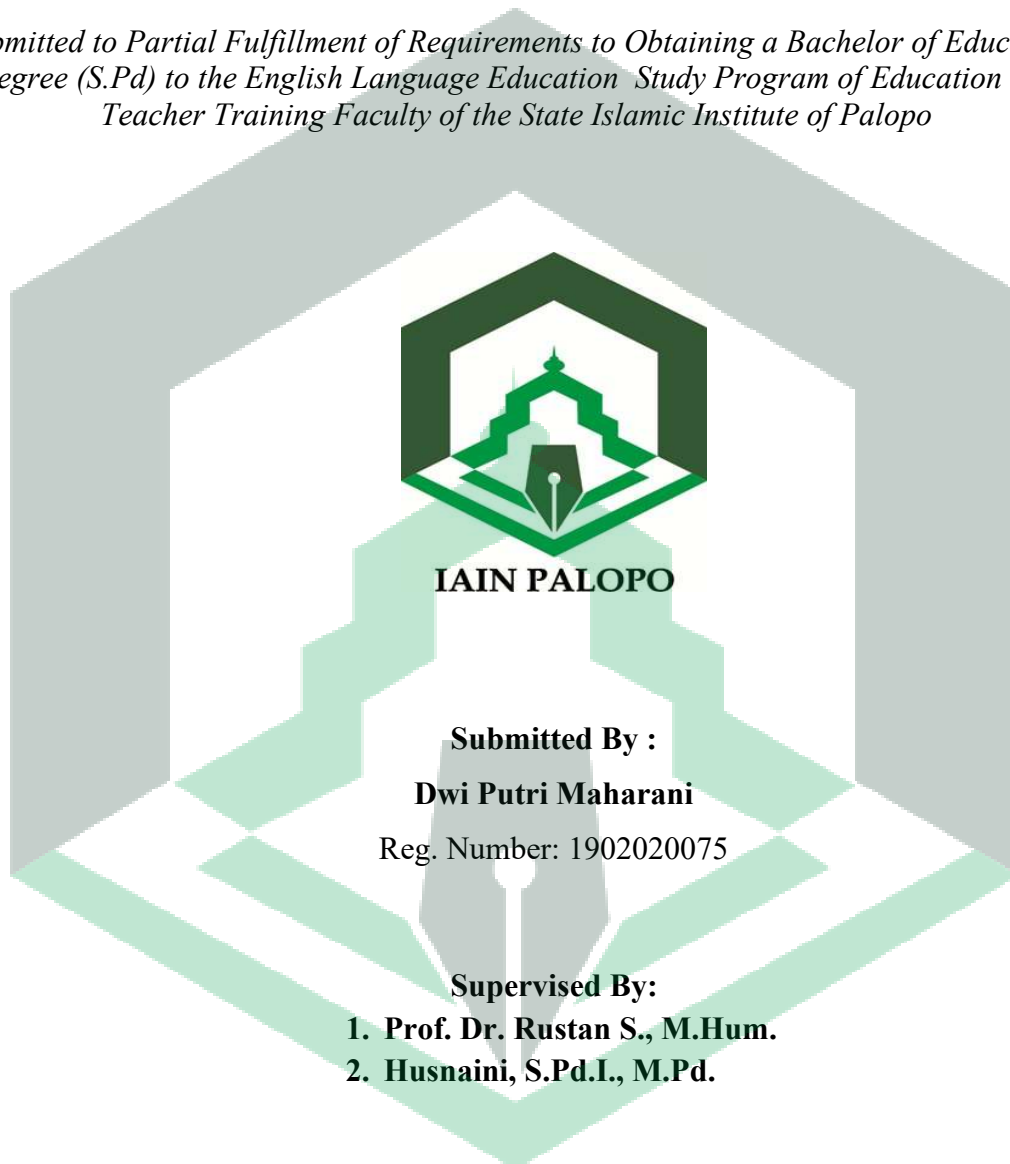 omitted to Partial Fulfillment of Requirements to Obtaining a Bachelor of Educ
egree (S.Pd) to the English Language Education Study Program of Education
Teacher Training Faculty of the State Islamic Institute of Palopo
IAIN PALOPO
Submitted By :
Dwi Putri Maharani
Reg. Number: 1902020075
Supervised By:
1. Prof. Dr. Rustan S., M.Hum.
2. Husnaini, S.Pd.I., M.Pd.